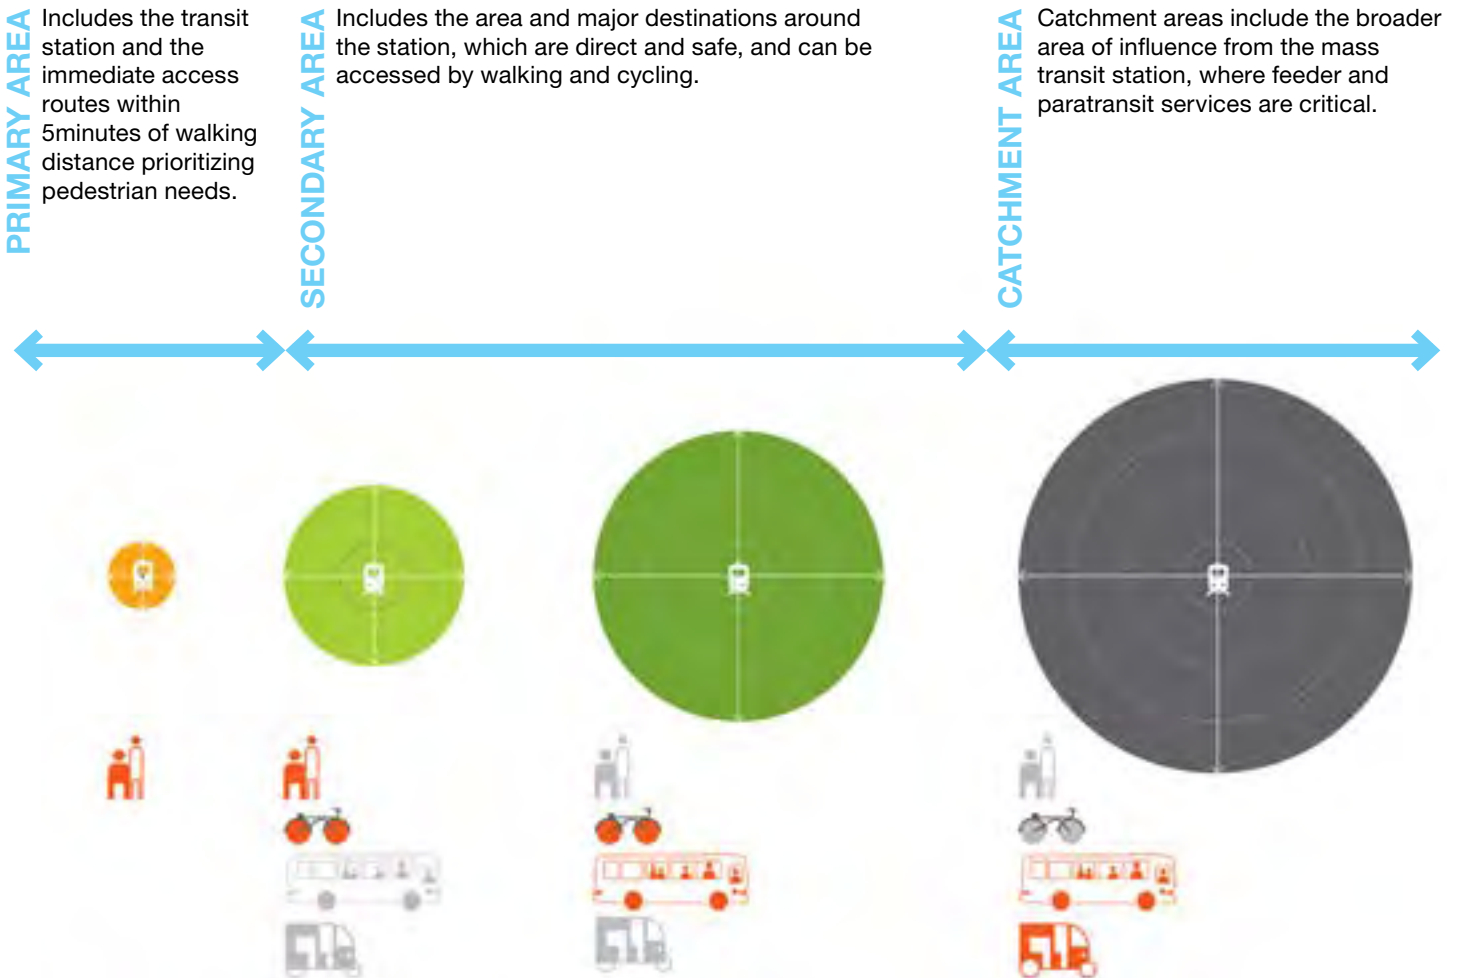 PRIMARY AREA
Includes the transit
station and the
immediate access
routes within
5minutes of walking
distance prioritizing
pedestrian needs.
SECONDARY AREA
Includes the area and major destinations around
the station, which are direct and safe, and can be
accessed by walking and cycling.
CATCHMENT AREA
Catchment areas include the broader
area of influence from the mass
transit station, where feeder and
paratransit services are critical.